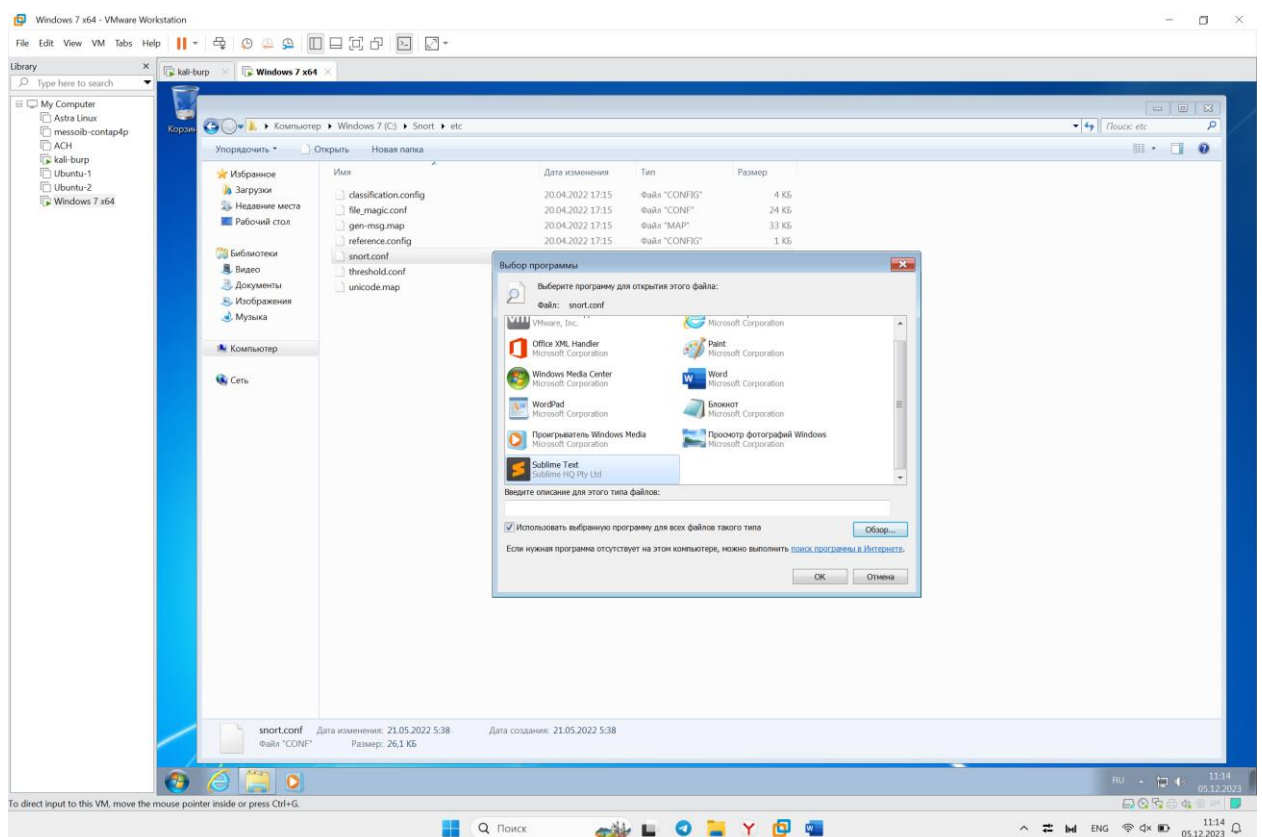 Windows 7 x64 - VMware Workstation
File Edit View VM Tabs Help
Library
Type here to search
My Computer
Astra Linux
messoib-contap4p
ACH
kali-burp
Ubuntu-1
Ubuntu-2
Windows 7 x64
kali-burp
Windows 7 x64
Компьютер Windows 7 (C:) Snort etc
Поиск: etc
Упорядочить Открыть Новая папка
Избранное
Загрузки
Недавние места
Рабочий стол
Библиотеки
Видео
Документы
Изображения
Музыка
Компьютер
Сеть
Имя Дата изменения Тип Размер
classification.config 20.04.2022 17:15 Файл "CONFIG" 4 КБ
file_magic.conf 20.04.2022 17:15 Файл "CONF" 24 КБ
gen-msg.map 20.04.2022 17:15 Файл "MAP" 33 КБ
reference.config 20.04.2022 17:15 Файл "CONFIG" 1 КБ
snort.conf
threshold.conf
unicode.map
Выбор программы
Выберите программу для открытия этого файла:
Файл: snort.conf
VMware, Inc. Microsoft Corporation
Office XML Handler Paint
Microsoft Corporation Microsoft Corporation
Windows Media Center Word
Microsoft Corporation Microsoft Corporation
WordPad Блокнот
Microsoft Corporation Microsoft Corporation
Проигрыватель Windows Media Просмотр фотографий Windows
Microsoft Corporation Microsoft Corporation
Sublime Text
Sublime HQ Pty Ltd
Введите описание для этого типа файлов:
Использовать выбранную программу для всех файлов такого типа
Обзор...
Если нужная программа отсутствует на этом компьютере, можно выполнить поиск программы в Интернете.
ОК Отмена
snort.conf Дата изменения: 21.05.2022 5:38 Дата создания: 21.05.2022 5:38
Файл "CONF" Размер: 26,1 КБ
RU 11:14
05.12.2023
To direct input to this VM, move the mouse pointer inside or press Ctrl+G.
Поиск
ENG 11:14
05.12.2023